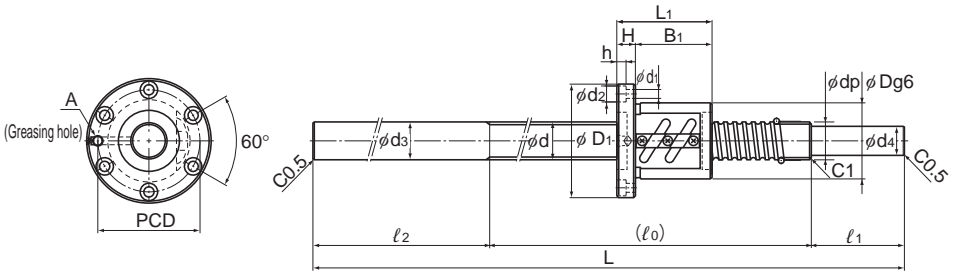 A
(Greasing hole)
60°
PCD
L1
H
B1
h
φd1
φd2
φdp
φDg6
φd3
φd
φD1
φd4
C0.5
C1
C0.5
ℓ2
(ℓ0)
ℓ1
L